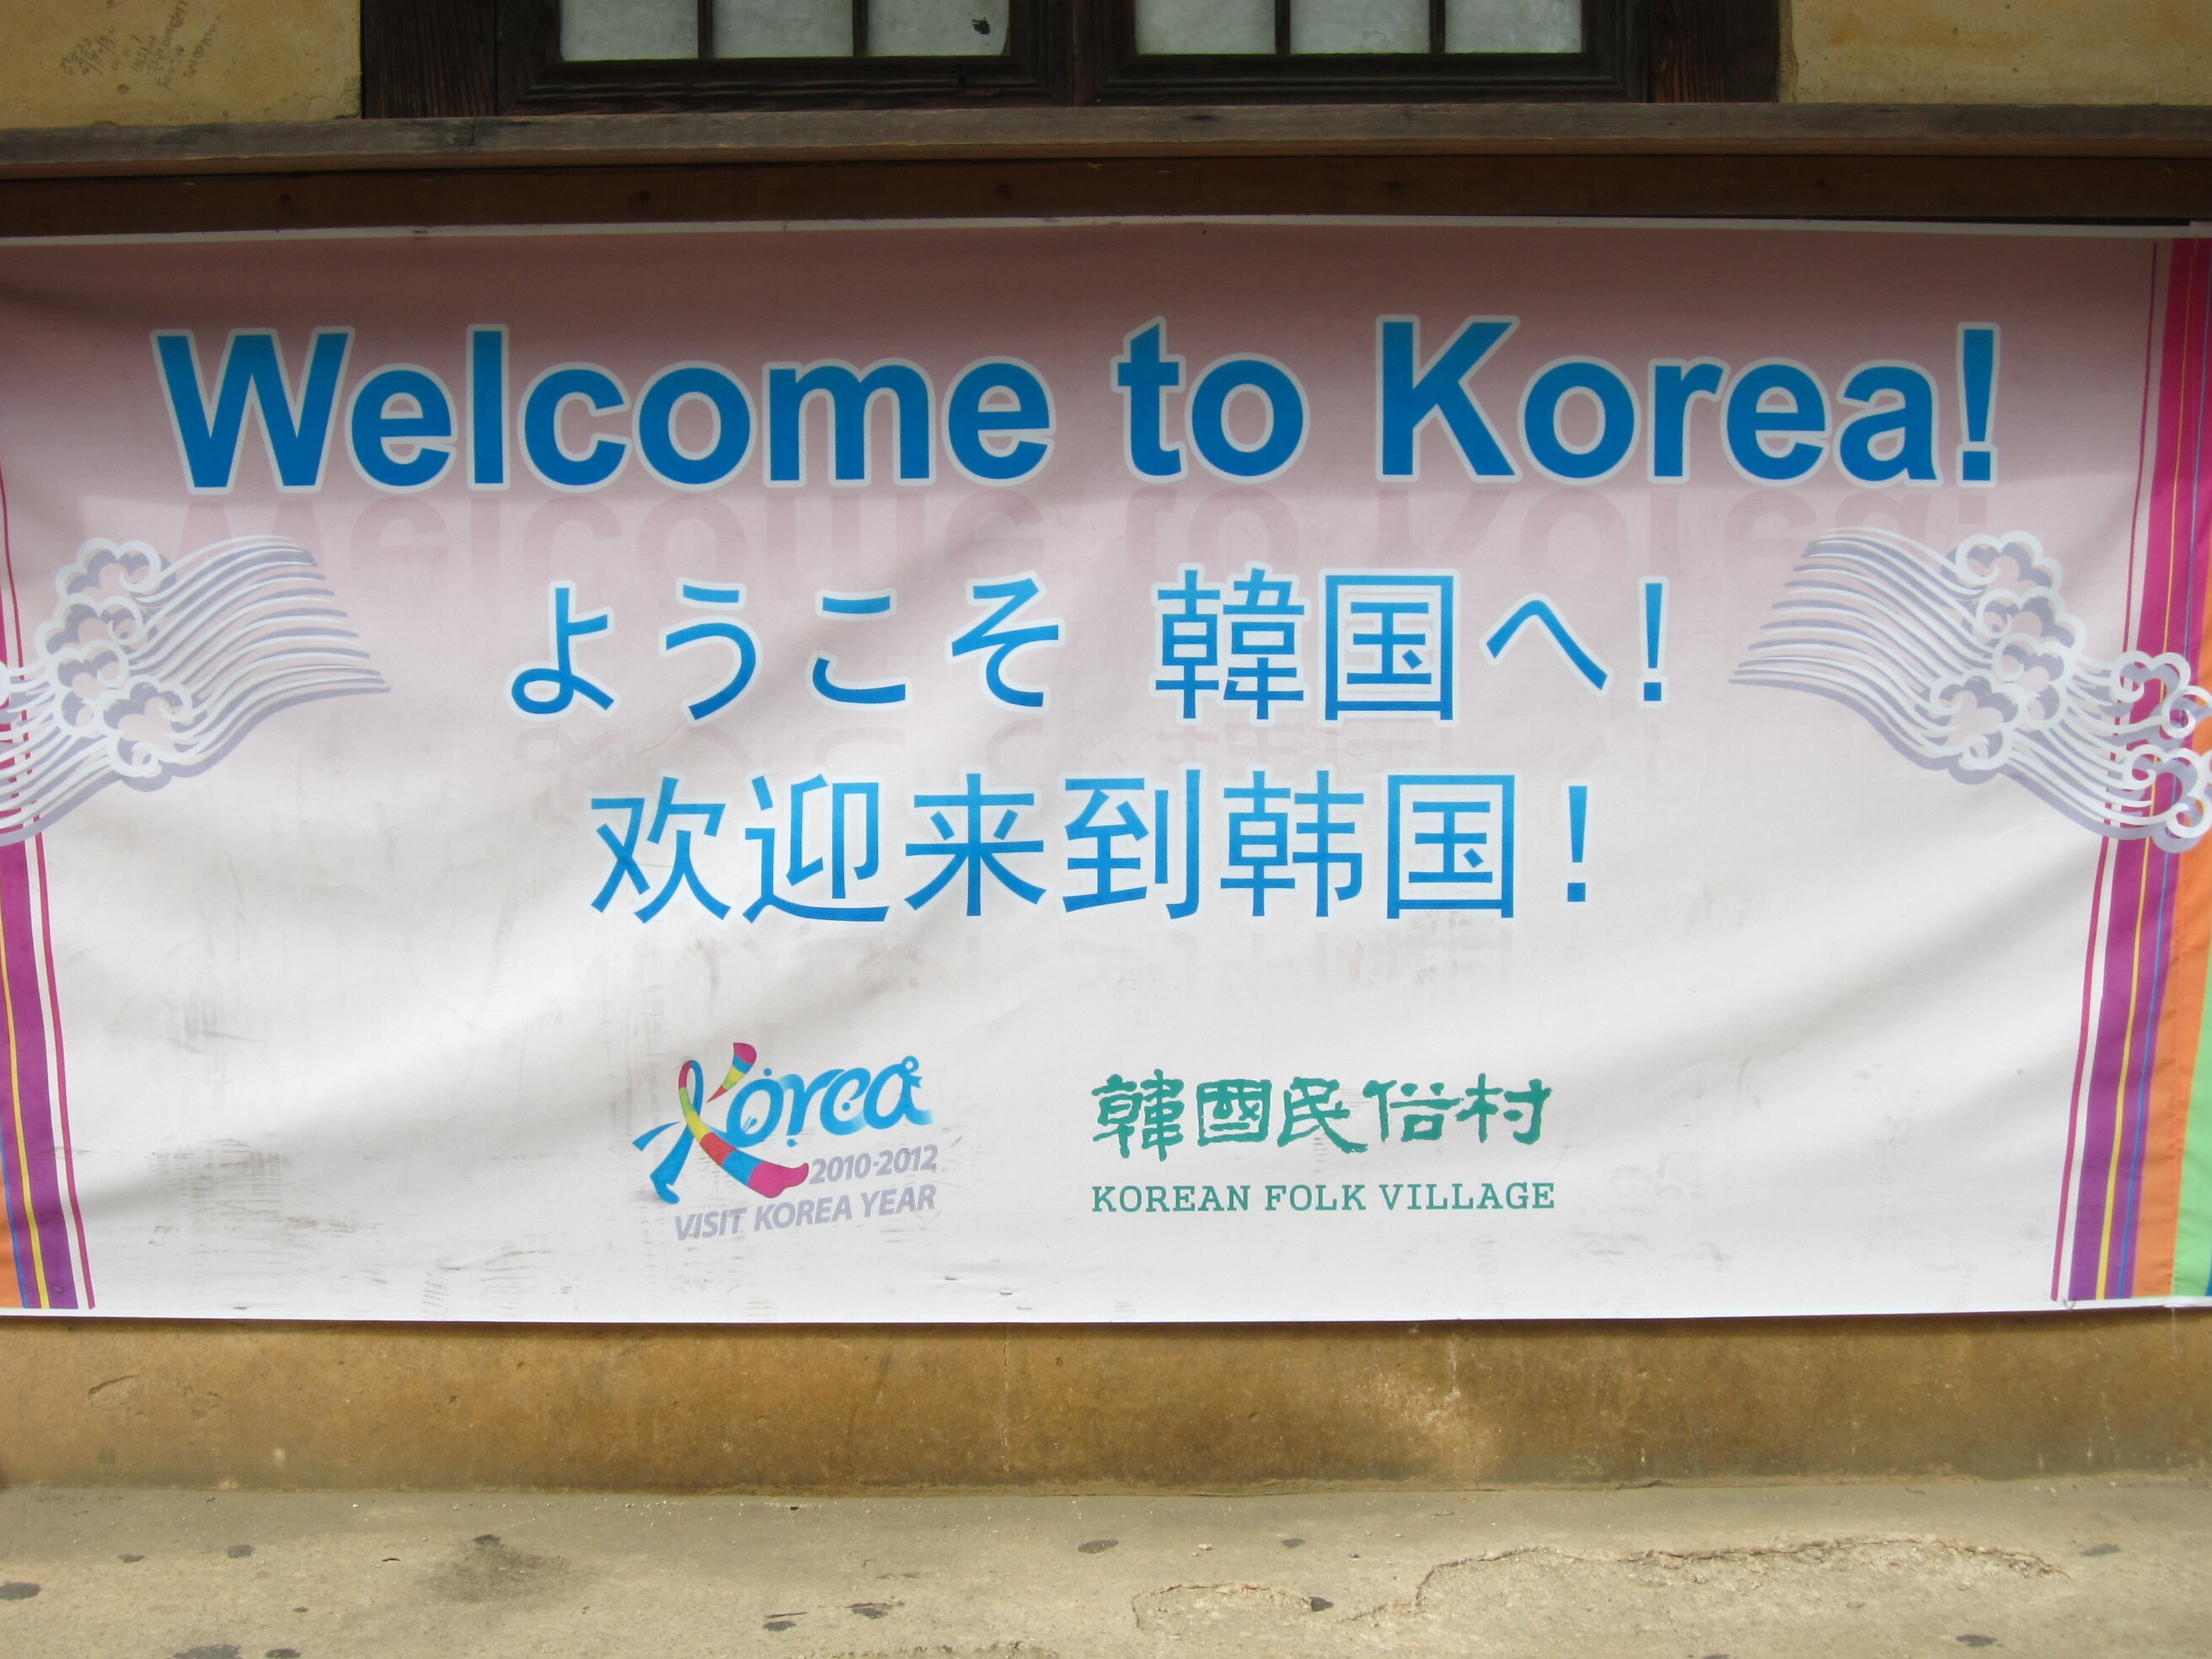 Welcome to Korea!
ようこそ 韓国へ!
欢迎来到韩国!
Korea
2010-2012
VISIT KOREA YEAR
韓國民俗村
KOREAN FOLK VILLAGE